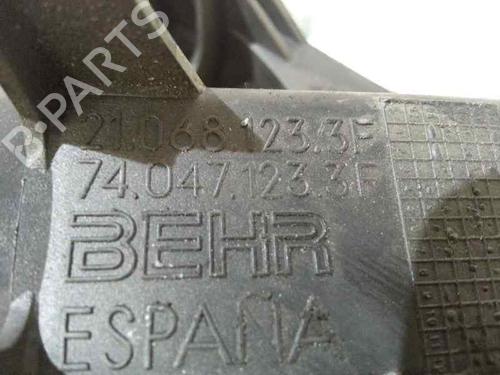 B-PARTS
21.068.123.3F
74.047.123.3F
BEHR
ESPAÑA